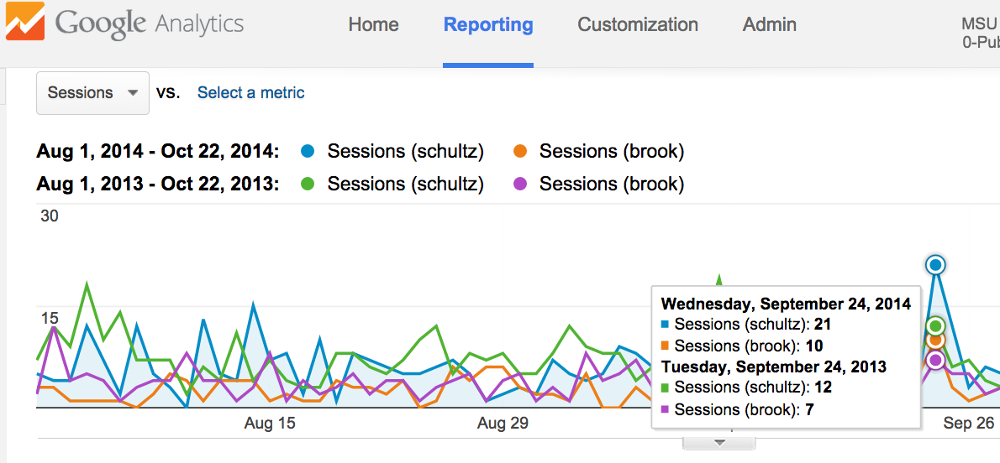 Google Analytics
Home Reporting Customization Admin
MSU
0-Pub
Sessions vs. Select a metric
Aug 1, 2014 - Oct 22, 2014: Sessions (schultz) Sessions (brook)
Aug 1, 2013 - Oct 22, 2013: Sessions (schultz) Sessions (brook)
30
15
Wednesday, September 24, 2014
Sessions (schultz): 21
Sessions (brook): 10
Tuesday, September 24, 2013
Sessions (schultz): 12
Sessions (brook): 7
Aug 15 Aug 29 Sep 26